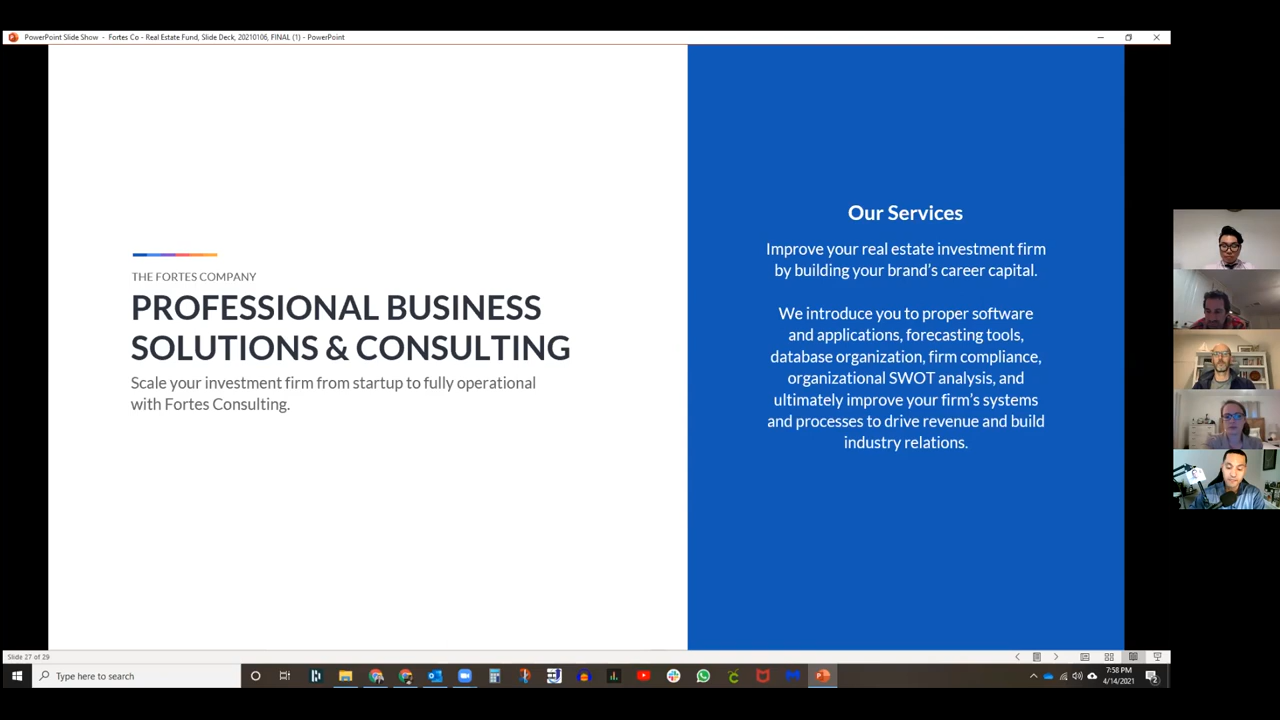 PowerPoint Slide Show - Fortes Co - Real Estate Fund, Slide Deck, 20210106, FINAL (1) - PowerPoint
THE FORTES COMPANY
PROFESSIONAL BUSINESS
SOLUTIONS & CONSULTING
Scale your investment firm from startup to fully operational
with Fortes Consulting.
Our Services
Improve your real estate investment firm
by building your brand's career capital.
We introduce you to proper software
and applications, forecasting tools,
database organization, firm compliance,
organizational SWOT analysis, and
ultimately improve your firm's systems
and processes to drive revenue and build
industry relations.
Slide 27 of 29
Type here to search
7:58 PM
4/14/2021
2